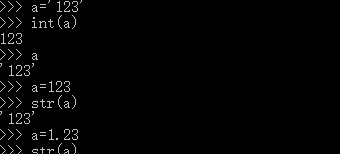 >>> a='123'
>>> int(a)
123
>>> a
'123'
>>> a=123
>>> str(a)
'123'
>>> a=1.23
>>> str(a)